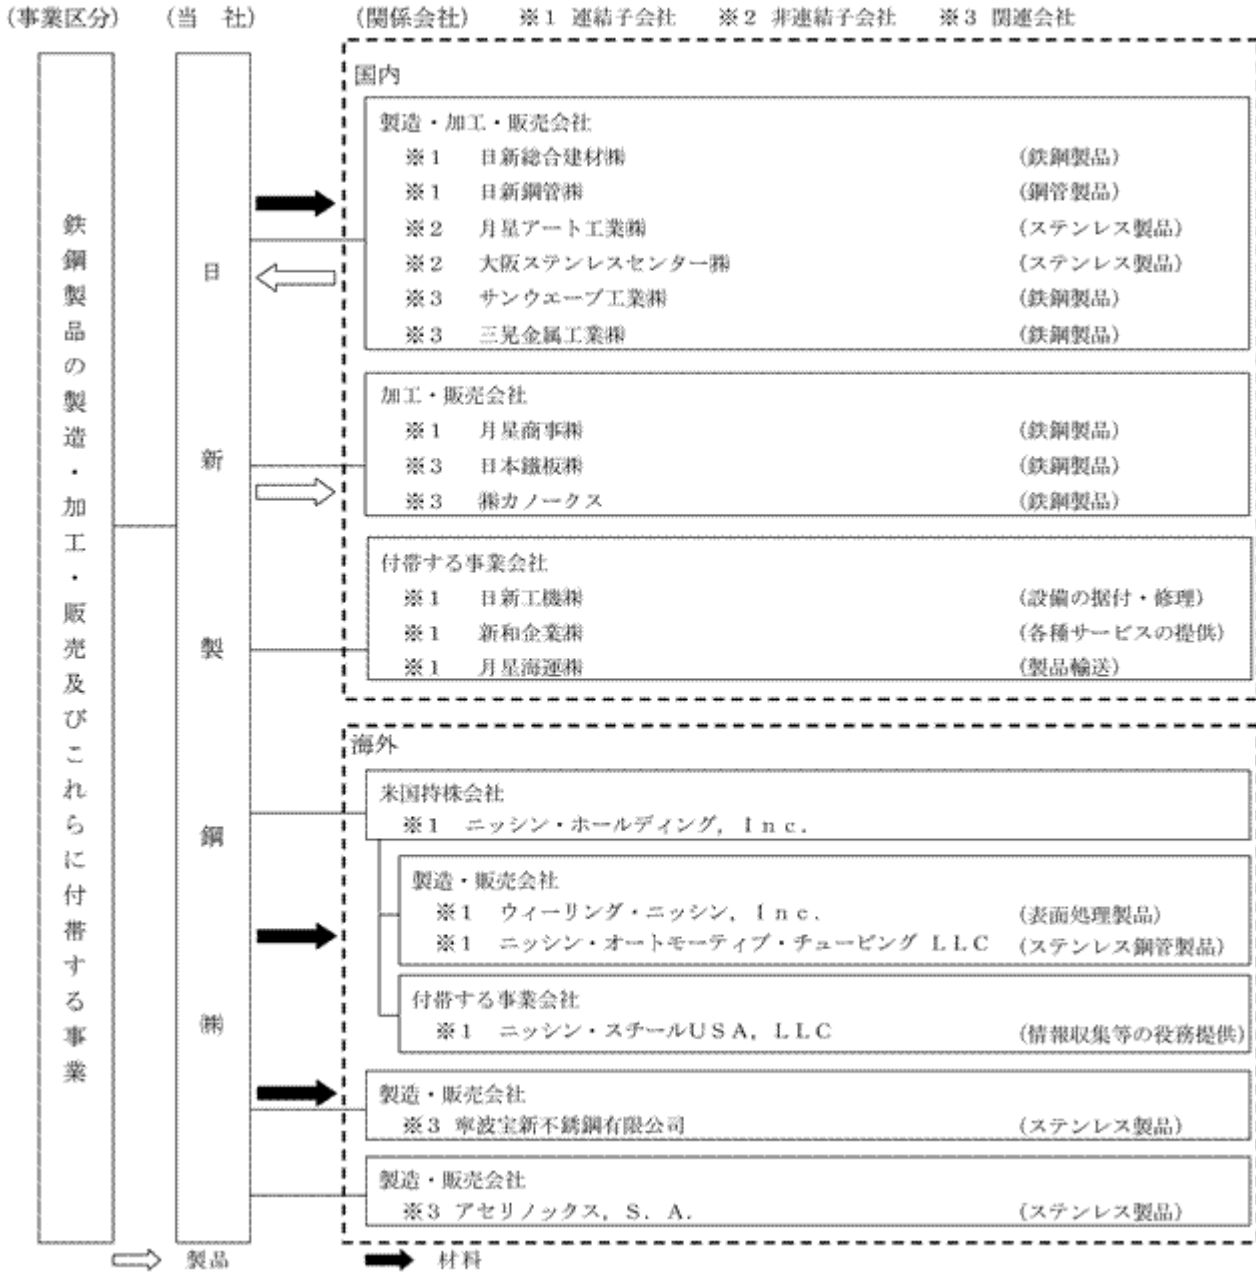 (事業区分) (当 社) (関係会社) ※1 連結子会社 ※2 非連結子会社 ※3 関連会社
鉄鋼製品の製造・加工・販売及びこれらに付帯する事業
日新製鋼㈱
国内
製造・加工・販売会社
※1 日新総合建材㈱ (鉄鋼製品)
※1 日新鋼管㈱ (鋼管製品)
※2 月星アート工業㈱ (ステンレス製品)
※2 大阪ステンレスセンター㈱ (ステンレス製品)
※3 サンウエーブ工業㈱ (鉄鋼製品)
※3 三晃金属工業㈱ (鉄鋼製品)
加工・販売会社
※1 月星商事㈱ (鉄鋼製品)
※3 日本鐵板㈱ (鉄鋼製品)
※3 ㈱カノークス (鉄鋼製品)
付帯する事業会社
※1 日新工機㈱ (設備の据付・修理)
※1 新和企業㈱ (各種サービスの提供)
※1 月星海運㈱ (製品輸送)
海外
米国持株会社
※1 ニッシン・ホールディング, Inc.
製造・販売会社
※1 ウィーリング・ニッシン, Inc. (表面処理製品)
※1 ニッシン・オートモーティブ・チュービング LLC (ステンレス鋼管製品)
付帯する事業会社
※1 ニッシン・スチールUSA, LLC (情報収集等の役務提供)
製造・販売会社
※3 寧波宝新不銹鋼有限公司 (ステンレス製品)
製造・販売会社
※3 アセリノックス, S. A. (ステンレス製品)
製品 材料